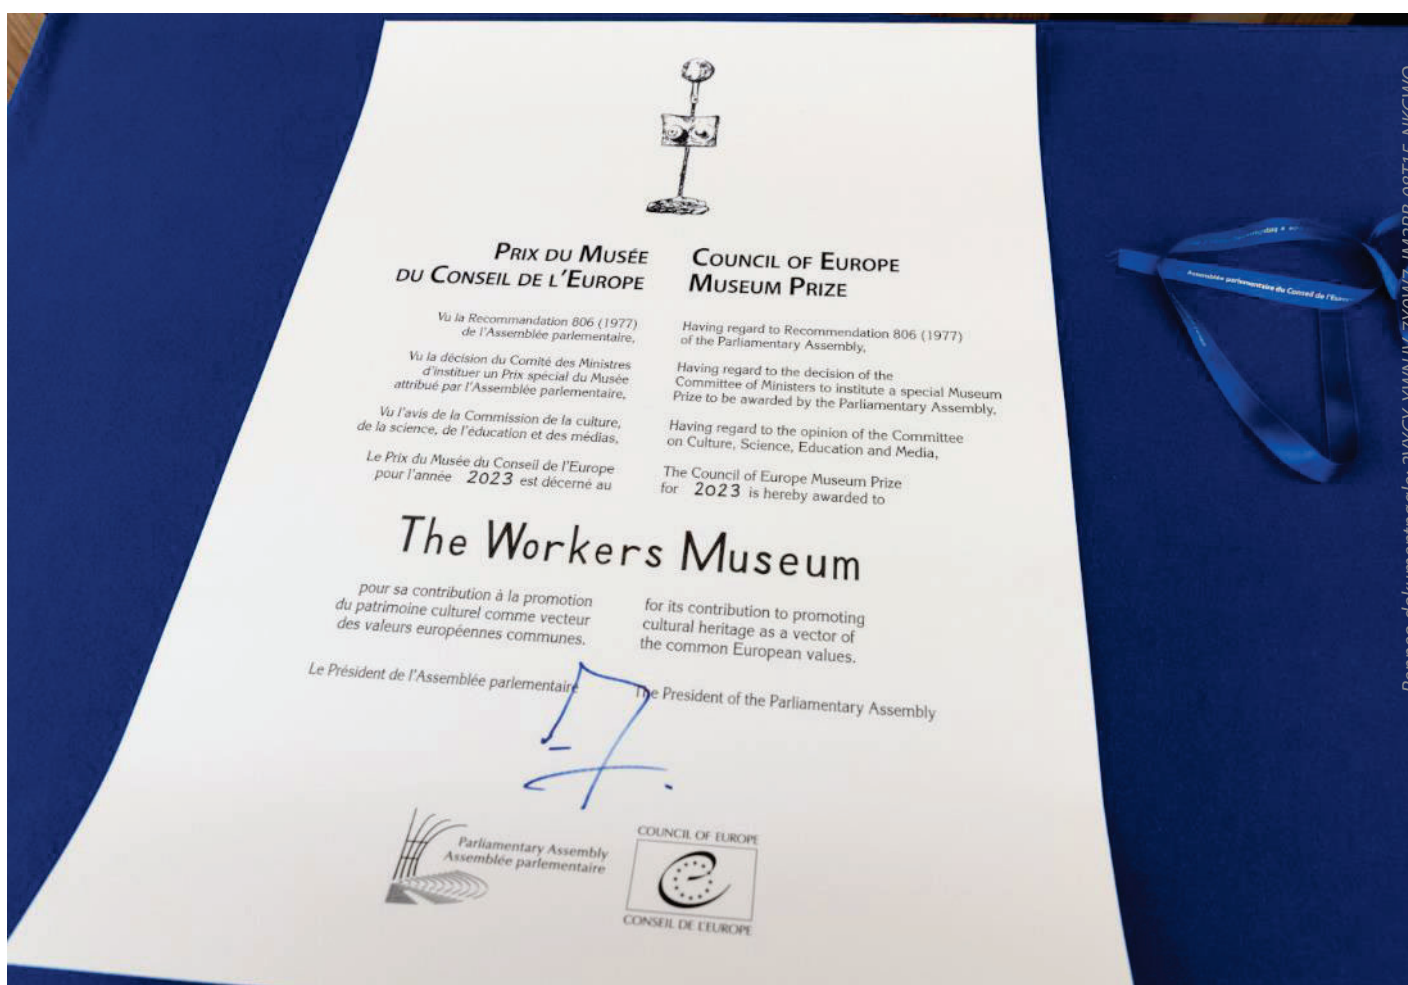 PRIX DU MUSÉE
DU CONSEIL DE L'EUROPE
Vu la Recommandation 806 (1977)
de l'Assemblée parlementaire,
Vu la décision du Comité des Ministres
d'instituer un Prix spécial du Musée
attribué par l'Assemblée parlementaire,
Vu l'avis de la Commission de la culture,
de la science, de l'éducation et des médias,
Le Prix du Musée du Conseil de l'Europe
pour l'année 2023 est décerné au
COUNCIL OF EUROPE
MUSEUM PRIZE
Having regard to Recommendation 806 (1977)
of the Parliamentary Assembly,
Having regard to the decision of the
Committee of Ministers to institute a special Museum
Prize to be awarded by the Parliamentary Assembly,
Having regard to the opinion of the Committee
on Culture, Science, Education and Media,
The Council of Europe Museum Prize
for 2023 is hereby awarded to
The Workers Museum
pour sa contribution à la promotion
du patrimoine culturel comme vecteur
des valeurs européennes communes.
for its contribution to promoting
cultural heritage as a vector of
the common European values.
Le Président de l'Assemblée parlementaire
The President of the Parliamentary Assembly
Parliamentary Assembly
Assemblée parlementaire
COUNCIL OF EUROPE
CONSEIL DE L'EUROPE
Assemblée parlementaire du Conseil de l'Euro